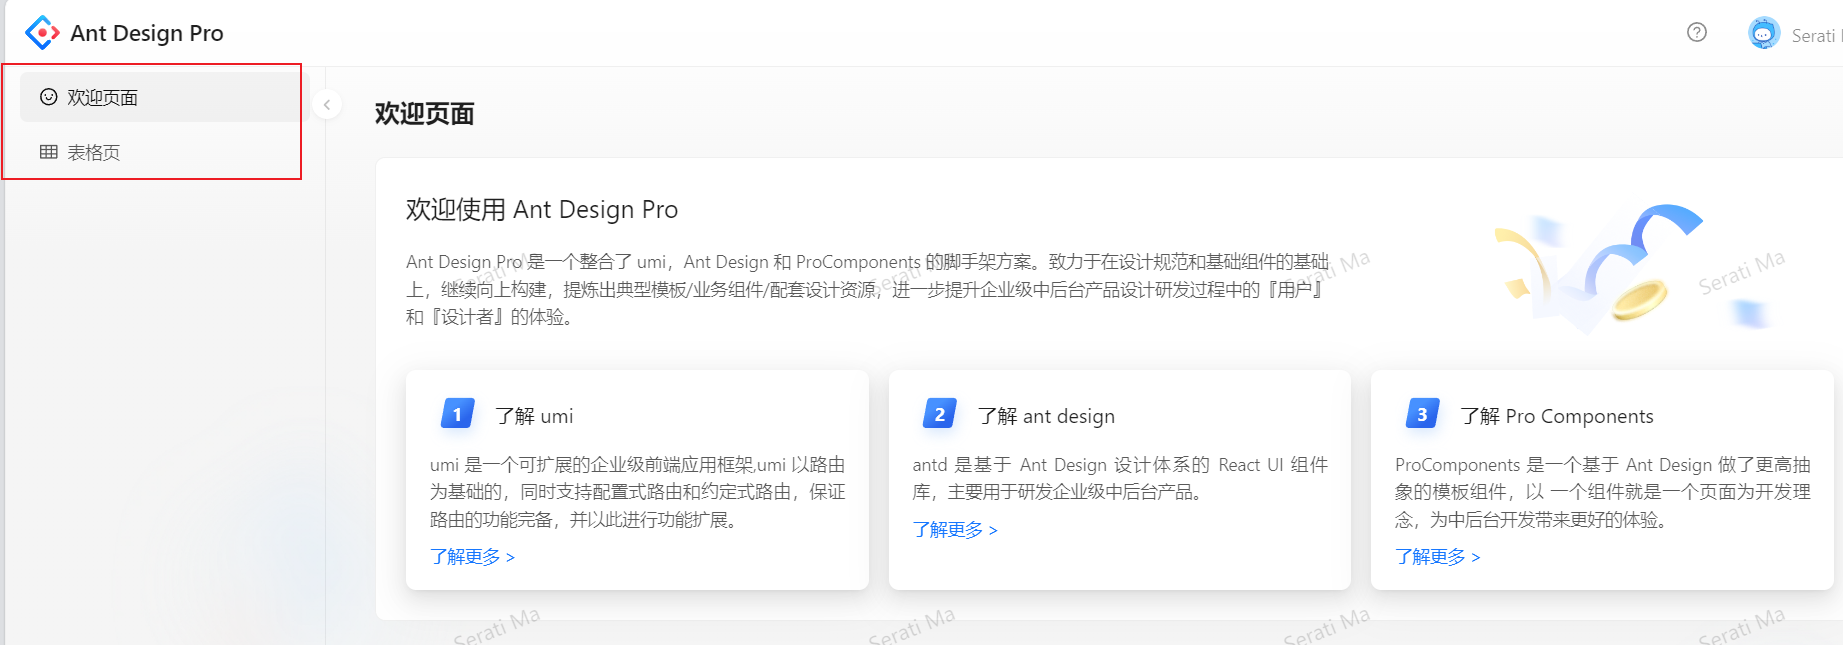 Ant Design Pro
Serati
欢迎页面
表格页
欢迎页面
欢迎使用 Ant Design Pro
Ant Design Pro 是一个整合了 umi，Ant Design 和 ProComponents 的脚手架方案。致力于在设计规范和基础组件的基础
上，继续向上构建，提炼出典型模板/业务组件/配套设计资源，进一步提升企业级中后台产品设计研发过程中的『用户』
和『设计者』的体验。
Serati Ma
Serati Ma
Serati Ma
Serati Ma
1 了解 umi
umi 是一个可扩展的企业级前端应用框架,umi 以路由
为基础的，同时支持配置式路由和约定式路由，保证
路由的功能完备，并以此进行功能扩展。
了解更多 >
2 了解 ant design
antd 是基于 Ant Design 设计体系的 React UI 组件
库，主要用于研发企业级中后台产品。
了解更多 >
3 了解 Pro Components
ProComponents 是一个基于 Ant Design 做了更高抽
象的模板组件，以 一个组件就是一个页面为开发理
念，为中后台开发带来更好的体验。
了解更多 >
Serati Ma
Serati Ma
Serati Ma
Serati Ma